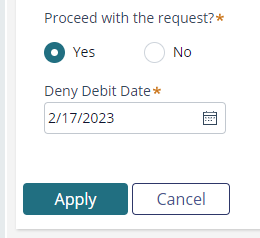 Proceed with the request?*
Yes No
Deny Debit Date*
2/17/2023
Apply Cancel